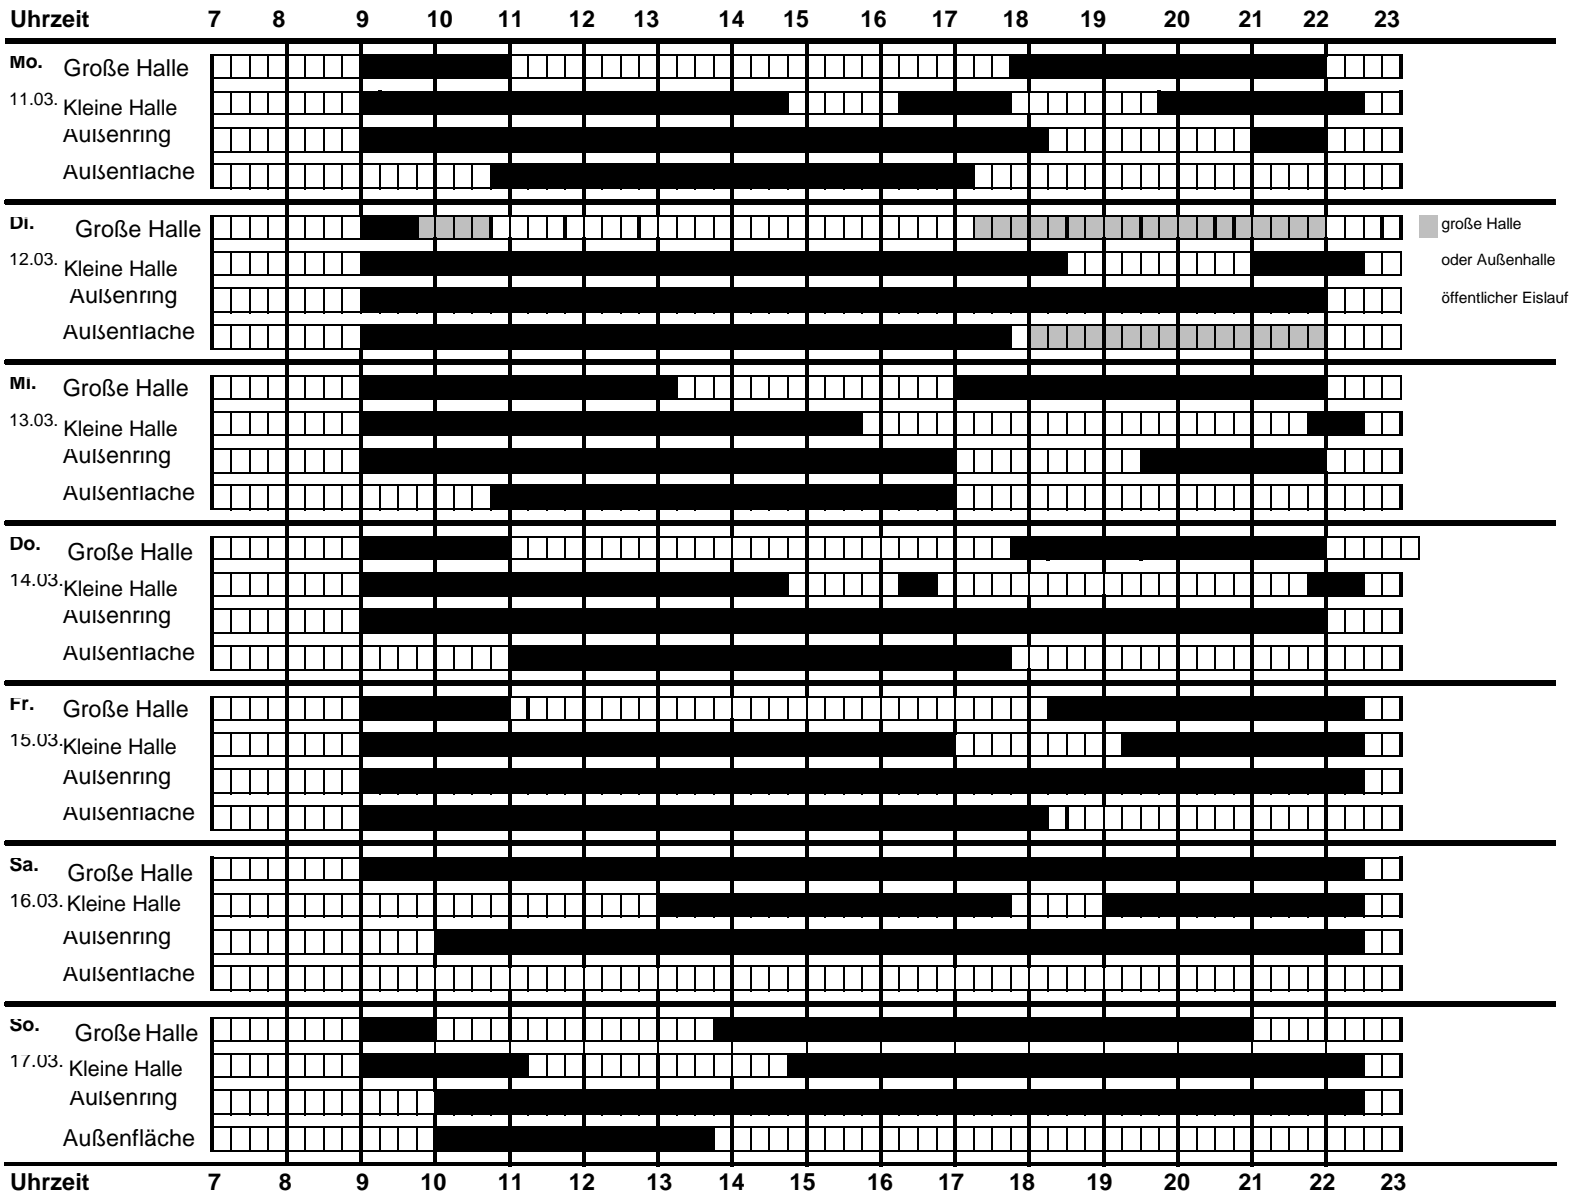 Uhrzeit 7 8 9 10 11 12 13 14 15 16 17 18 19 20 21 22 23
Mo. Große Halle
11.03. Kleine Halle
Außenring
Außenfläche
Di. Große Halle
große Halle
12.03. Kleine Halle
oder Außenhalle
Außenring
öffentlicher Eislauf
Außenfläche
Mi. Große Halle
13.03. Kleine Halle
Außenring
Außenfläche
Do. Große Halle
14.03. Kleine Halle
Außenring
Außenfläche
Fr. Große Halle
15.03. Kleine Halle
Außenring
Außenfläche
Sa. Große Halle
16.03. Kleine Halle
Außenring
Außenfläche
So. Große Halle
17.03. Kleine Halle
Außenring
Außenfläche
Uhrzeit 7 8 9 10 11 12 13 14 15 16 17 18 19 20 21 22 23